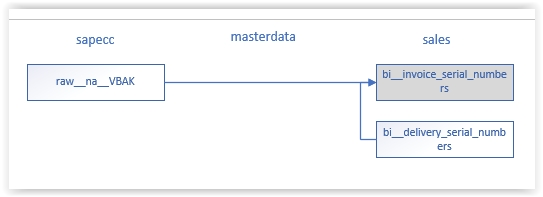 sapecc
masterdata
sales
raw__na__VBAK
bi__invoice_serial_numbe
rs
bi__delivery_serial_numb
ers